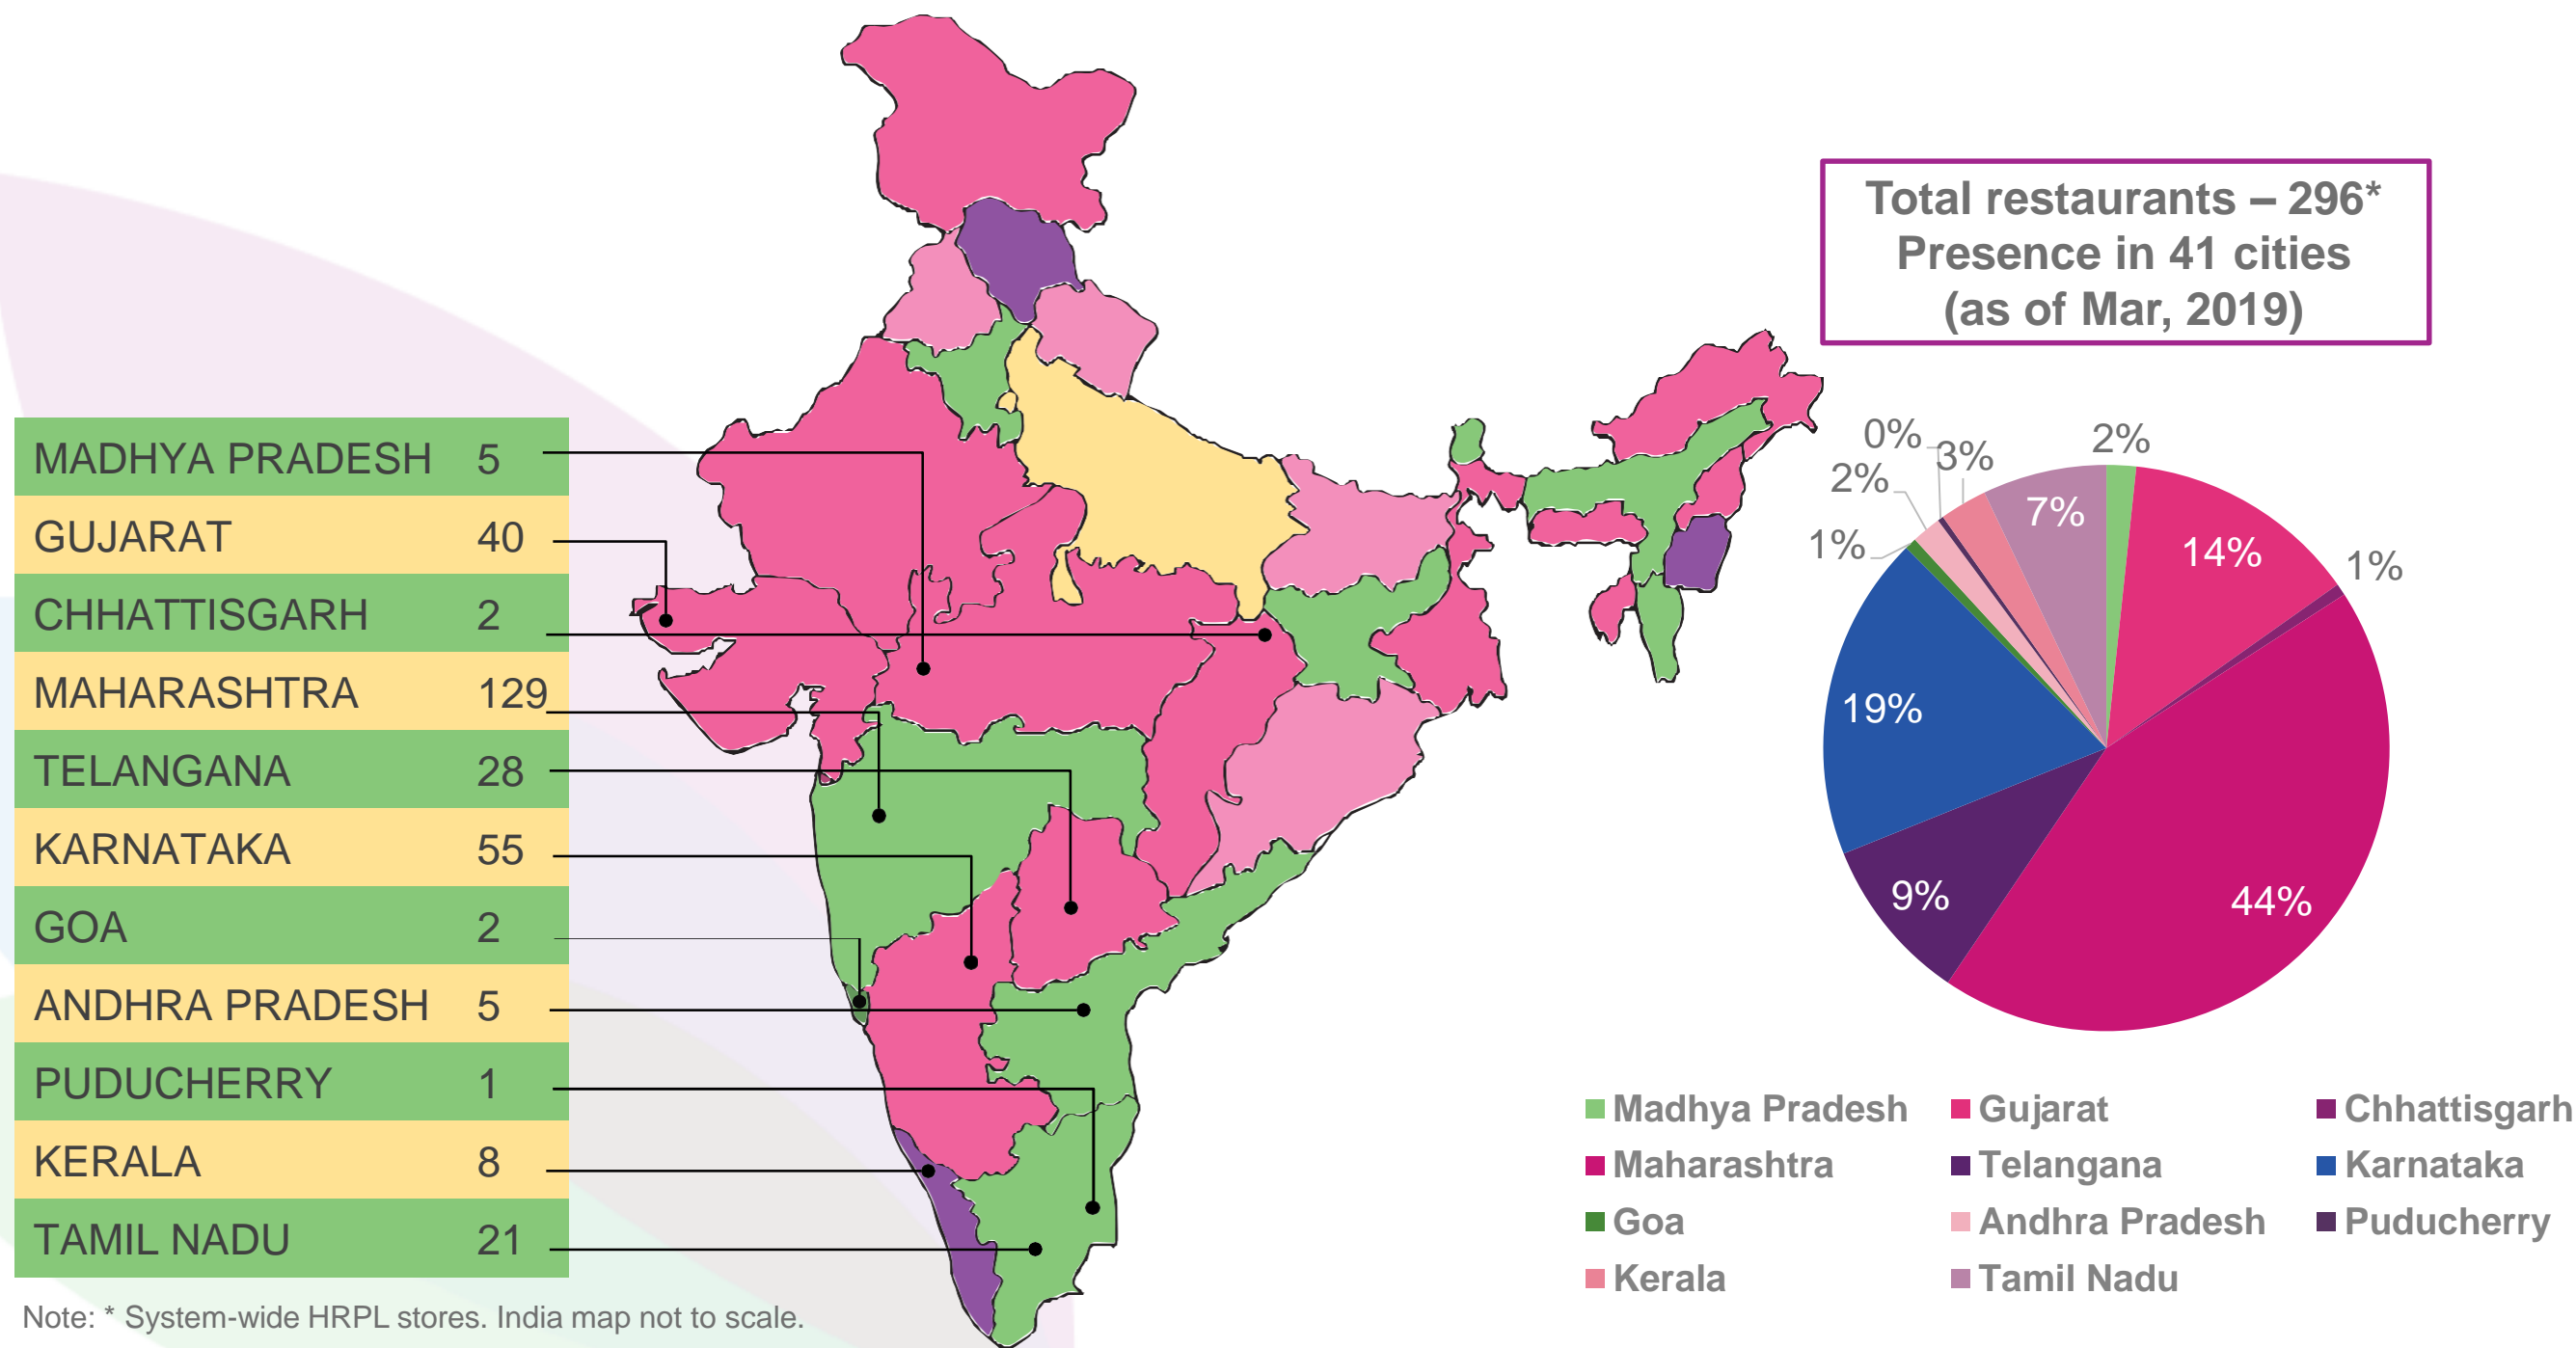 Total restaurants – 296*
Presence in 41 cities
(as of Mar, 2019)
MADHYA PRADESH 5
GUJARAT 40
CHHATTISGARH 2
MAHARASHTRA 129
TELANGANA 28
KARNATAKA 55
GOA 2
ANDHRA PRADESH 5
PUDUCHERRY 1
KERALA 8
TAMIL NADU 21
Note: * System-wide HRPL stores. India map not to scale.
2%
14%
1%
44%
9%
19%
1%
2%
0%
3%
7%
Madhya Pradesh Gujarat Chhattisgarh
Maharashtra Telangana Karnataka
Goa Andhra Pradesh Puducherry
Kerala Tamil Nadu